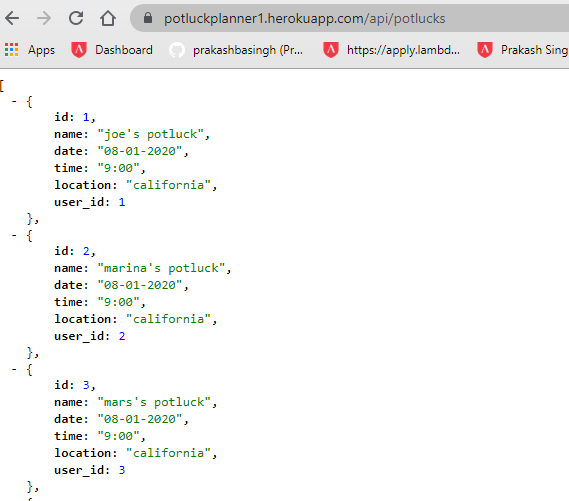 potluckplanner1.herokuapp.com/api/potlucks
Apps Dashboard prakashbasingh (Pr... https://apply.lambd... Prakash Sing
[
- {
id: 1,
name: "joe's potluck",
date: "08-01-2020",
time: "9:00",
location: "california",
user_id: 1
},
- {
id: 2,
name: "marina's potluck",
date: "08-01-2020",
time: "9:00",
location: "california",
user_id: 2
},
- {
id: 3,
name: "mars's potluck",
date: "08-01-2020",
time: "9:00",
location: "california",
user_id: 3
},